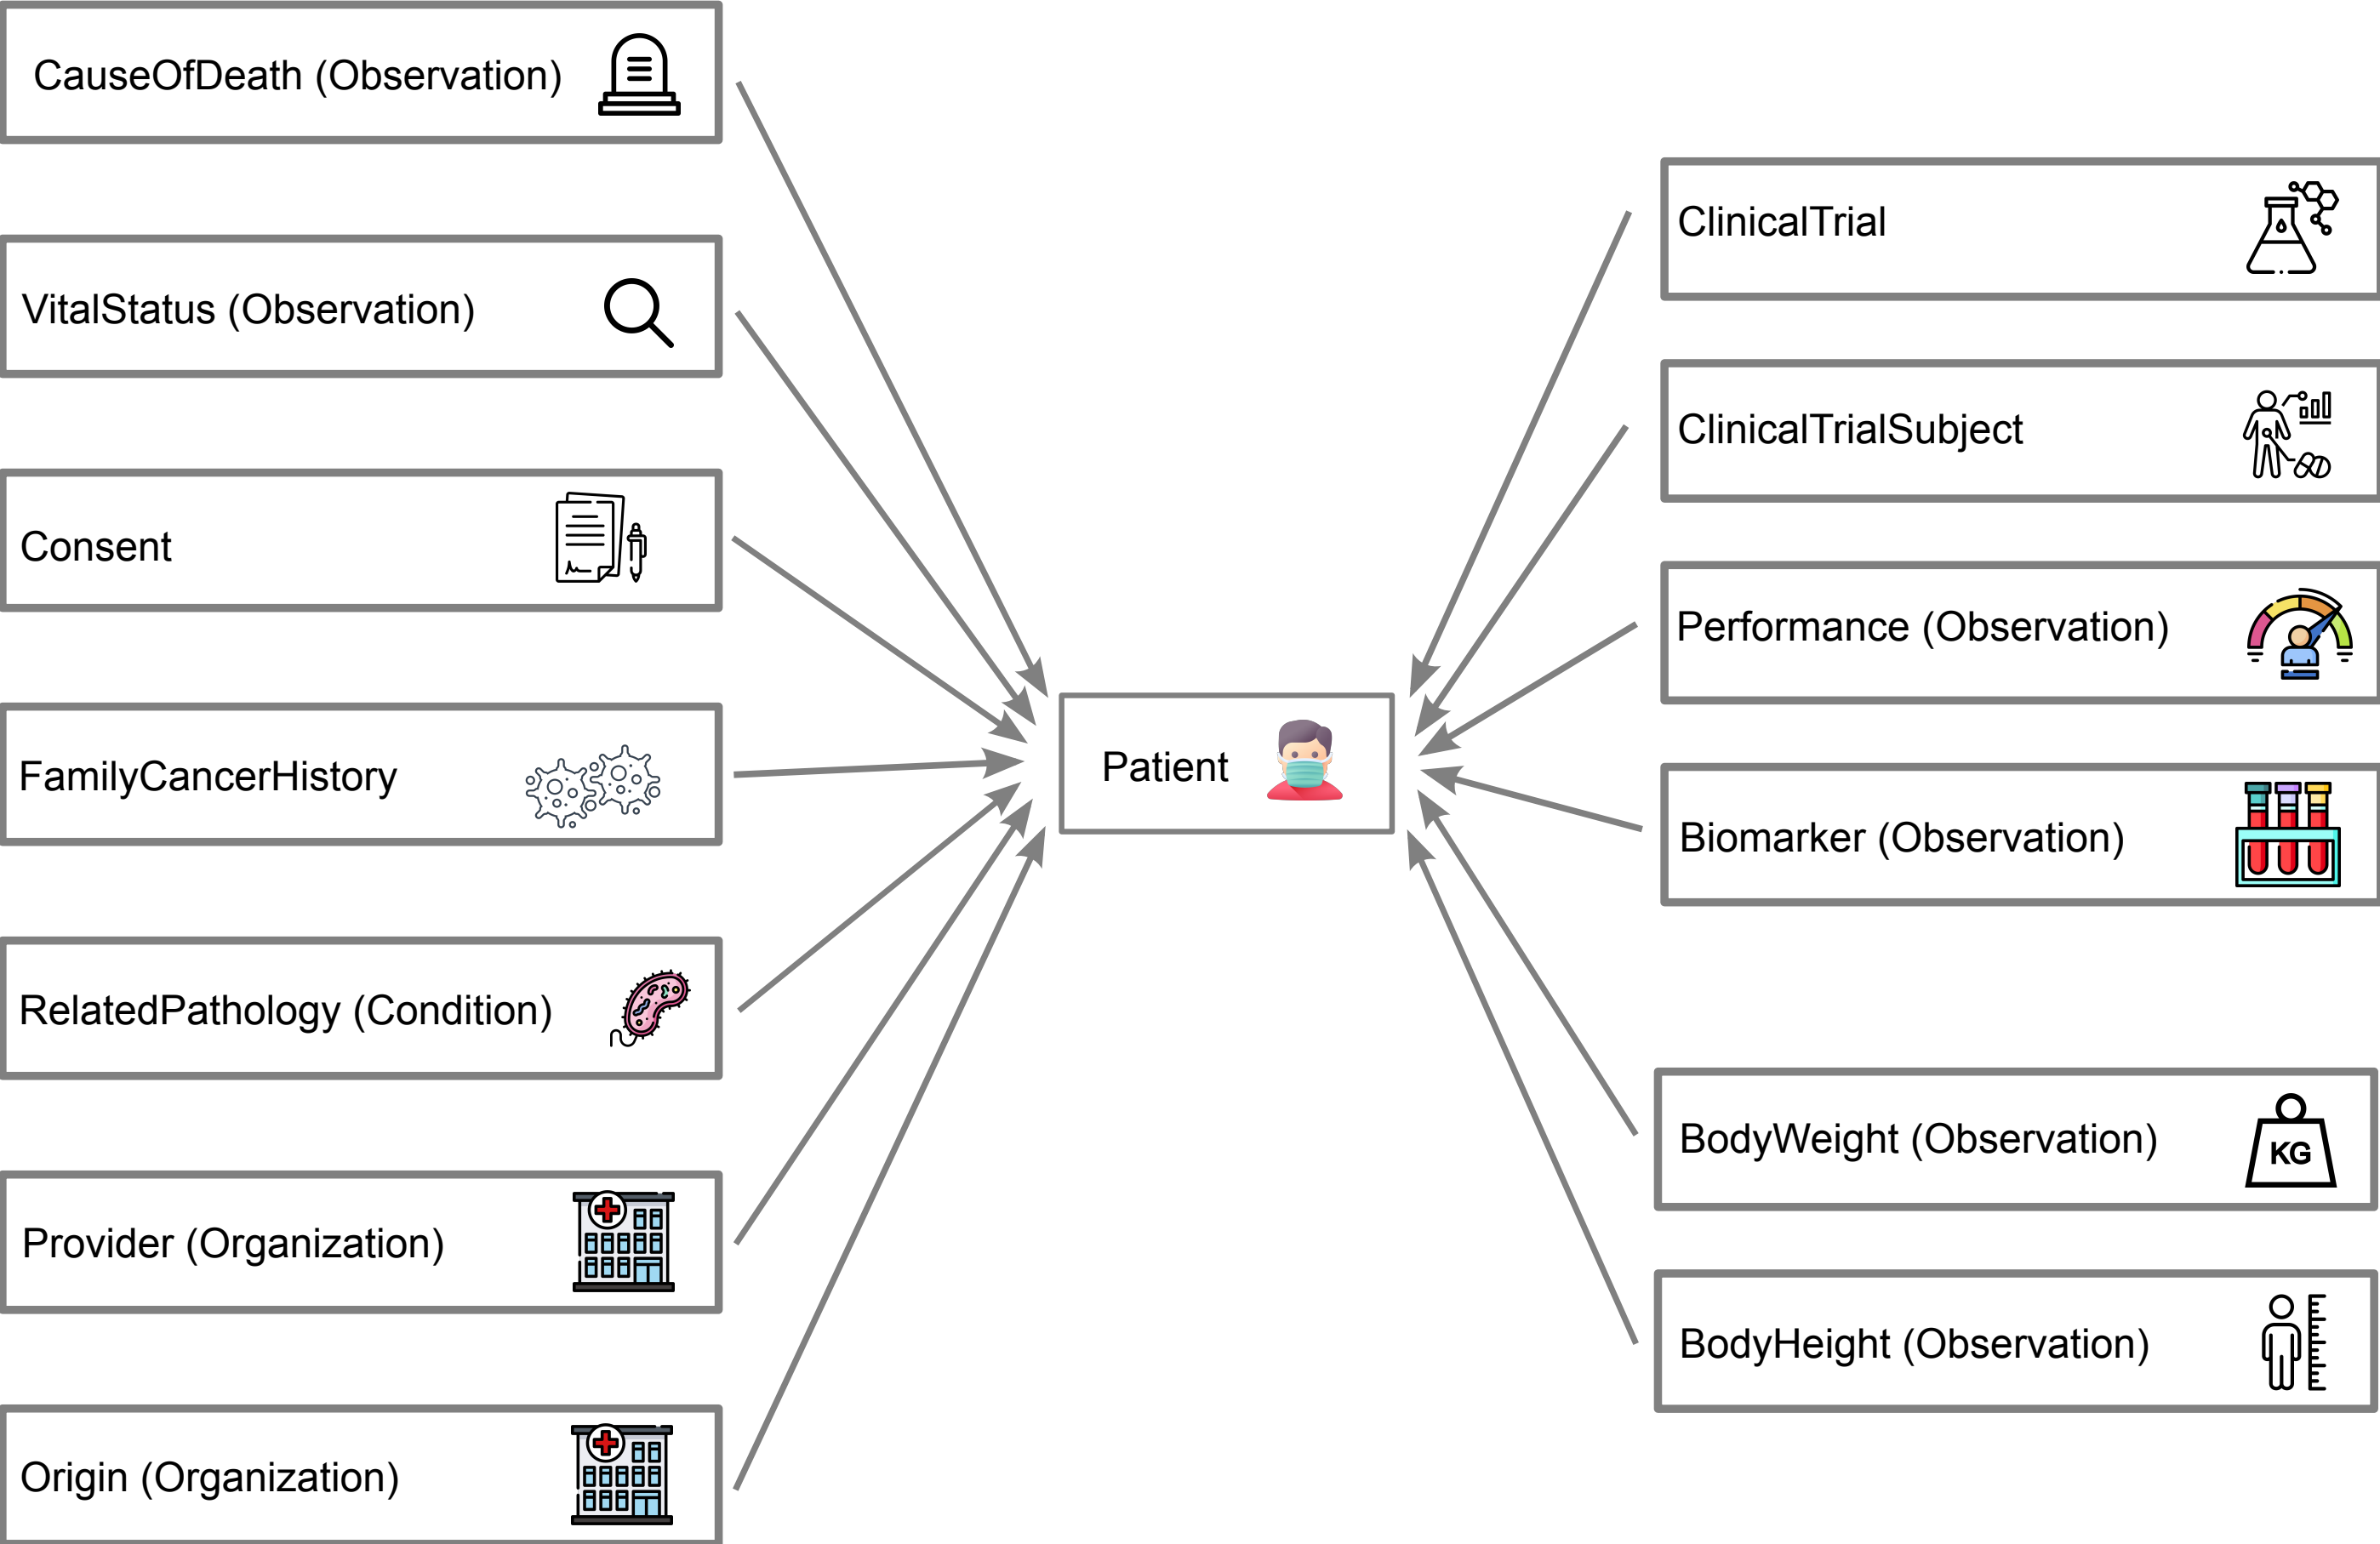 CauseOfDeath (Observation)
VitalStatus (Observation)
Consent
FamilyCancerHistory
RelatedPathology (Condition)
Provider (Organization)
Origin (Organization)
Patient
ClinicalTrial
ClinicalTrialSubject
Performance (Observation)
Biomarker (Observation)
BodyWeight (Observation)
KG
BodyHeight (Observation)